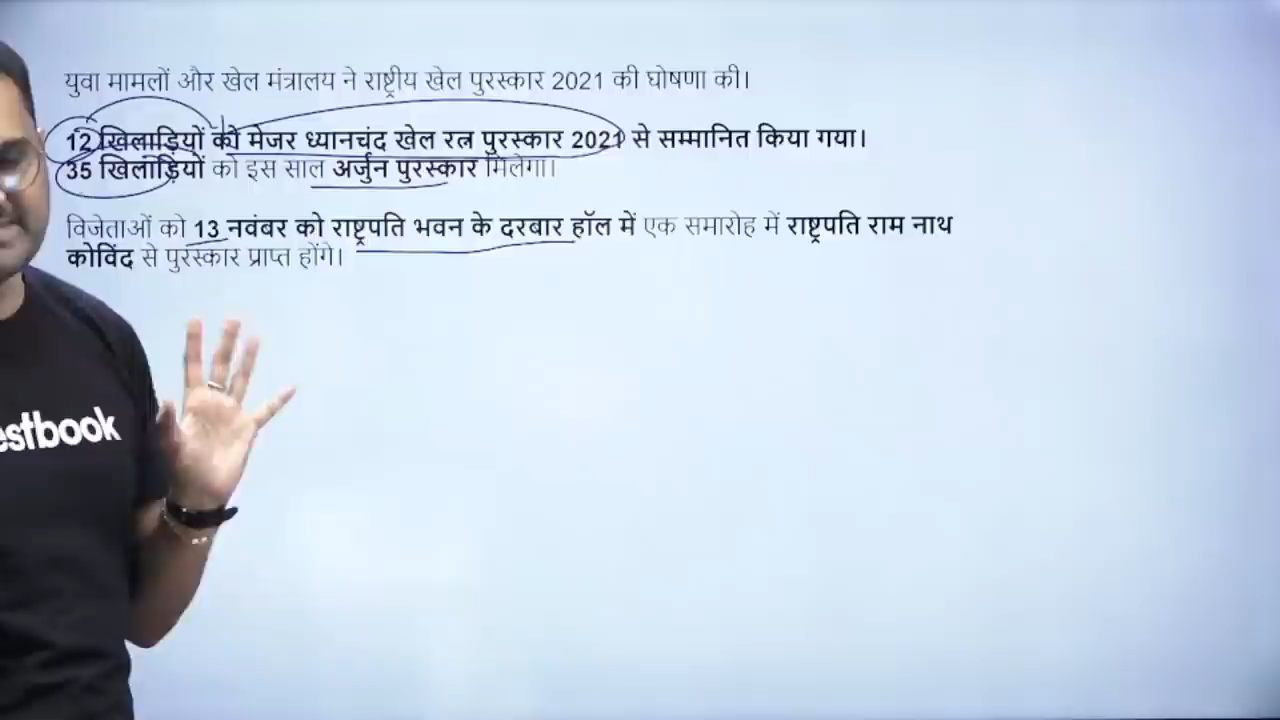 युवा मामलों और खेल मंत्रालय ने राष्ट्रीय खेल पुरस्कार 2021 की घोषणा की।
12 खिलाड़ियों को मेजर ध्यानचंद खेल रत्न पुरस्कार 2021 से सम्मानित किया गया।
35 खिलाड़ियों को इस साल अर्जुन पुरस्कार मिलेगा।
विजेताओं को 13 नवंबर को राष्ट्रपति भवन के दरबार हॉल में एक समारोह में राष्ट्रपति राम नाथ
कोविंद से पुरस्कार प्राप्त होंगे।
estbook